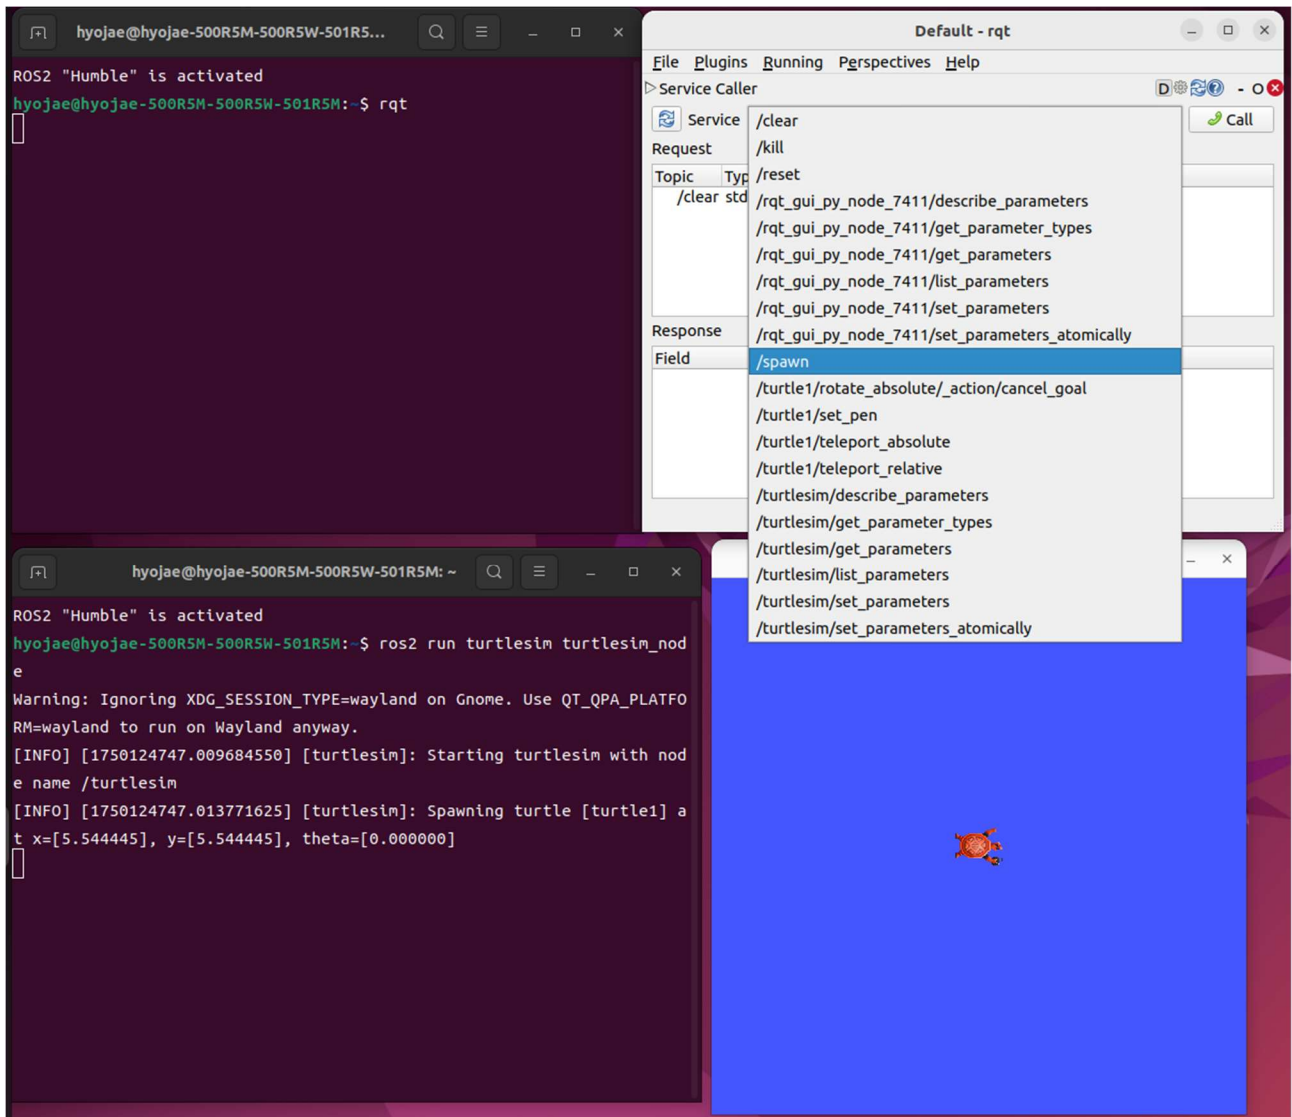 hyojae@hyojae-500R5M-500R5W-501R5...
ROS2 "Humble" is activated
hyojae@hyojae-500R5M-500R5W-501R5M:~$ rqt
Default - rqt
File Plugins Running Perspectives Help
Service Caller
D
- O
Service
Call
Request
Topic Typ
/clear std
Response
Field
/clear
/kill
/reset
/rqt_gui_py_node_7411/describe_parameters
/rqt_gui_py_node_7411/get_parameter_types
/rqt_gui_py_node_7411/get_parameters
/rqt_gui_py_node_7411/list_parameters
/rqt_gui_py_node_7411/set_parameters
/rqt_gui_py_node_7411/set_parameters_atomically
/spawn
/turtle1/rotate_absolute/_action/cancel_goal
/turtle1/set_pen
/turtle1/teleport_absolute
/turtle1/teleport_relative
/turtlesim/describe_parameters
/turtlesim/get_parameter_types
/turtlesim/get_parameters
/turtlesim/list_parameters
/turtlesim/set_parameters
/turtlesim/set_parameters_atomically
hyojae@hyojae-500R5M-500R5W-501R5M: ~
ROS2 "Humble" is activated
hyojae@hyojae-500R5M-500R5W-501R5M:~$ ros2 run turtlesim turtlesim_nod
e
Warning: Ignoring XDG_SESSION_TYPE=wayland on Gnome. Use QT_QPA_PLATFO
RM=wayland to run on Wayland anyway.
[INFO] [1750124747.009684550] [turtlesim]: Starting turtlesim with nod
e name /turtlesim
[INFO] [1750124747.013771625] [turtlesim]: Spawning turtle [turtle1] a
t x=[5.544445], y=[5.544445], theta=[0.000000]